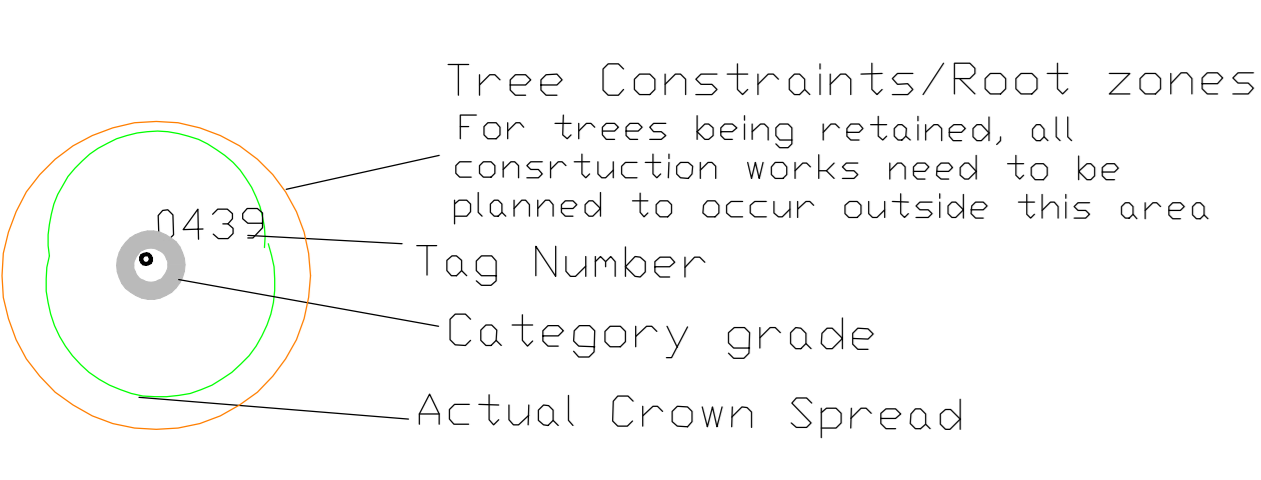 Tree Constraints/Root zones
For trees being retained, all
consrtuction works need to be
planned to occur outside this area
0439
Tag Number
Category grade
Actual Crown Spread